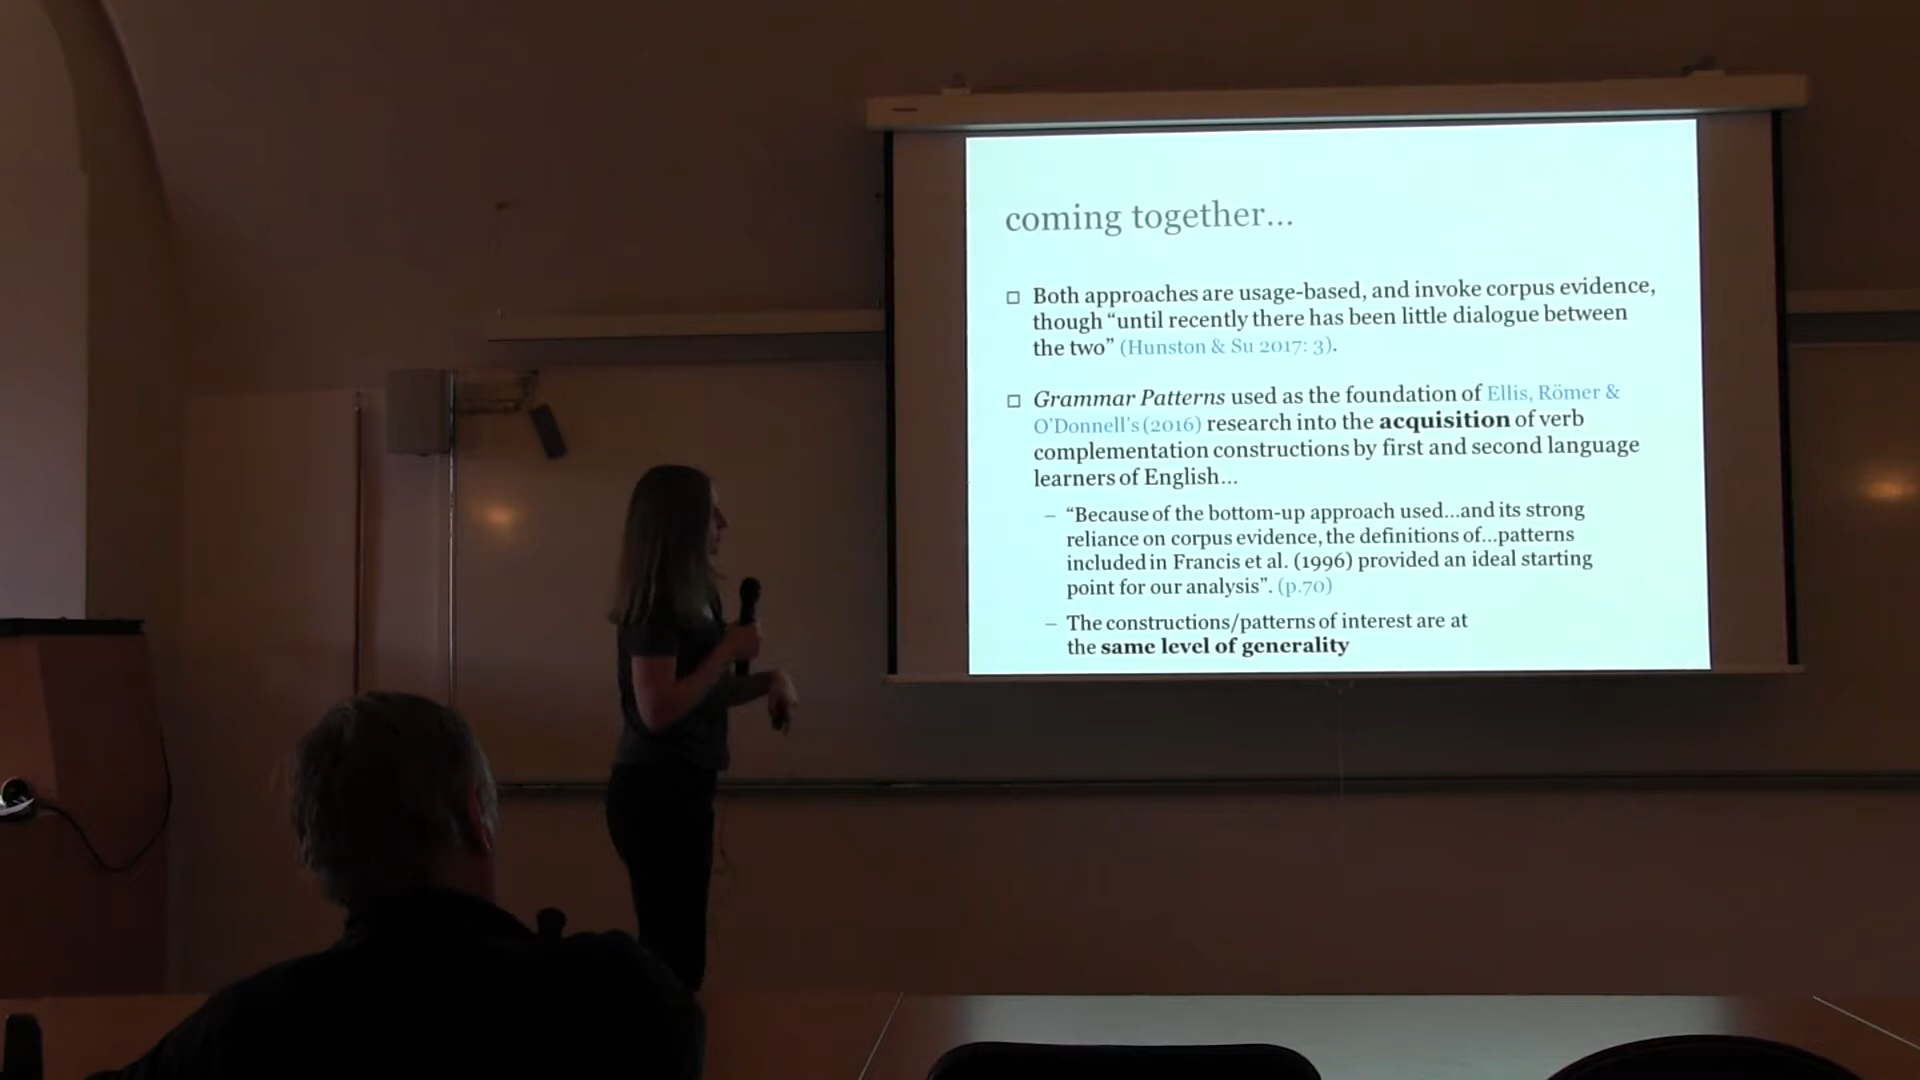 coming together...
□ Both approaches are usage-based, and invoke corpus evidence,
though “until recently there has been little dialogue between
the two” (Hunston & Su 2017: 3).
□ Grammar Patterns used as the foundation of Ellis, Römer &
O'Donnell's (2016) research into the acquisition of verb
complementation constructions by first and second language
learners of English...
– “Because of the bottom-up approach used...and its strong
reliance on corpus evidence, the definitions of...patterns
included in Francis et al. (1996) provided an ideal starting
point for our analysis”. (p.70)
– The constructions/patterns of interest are at
the same level of generality